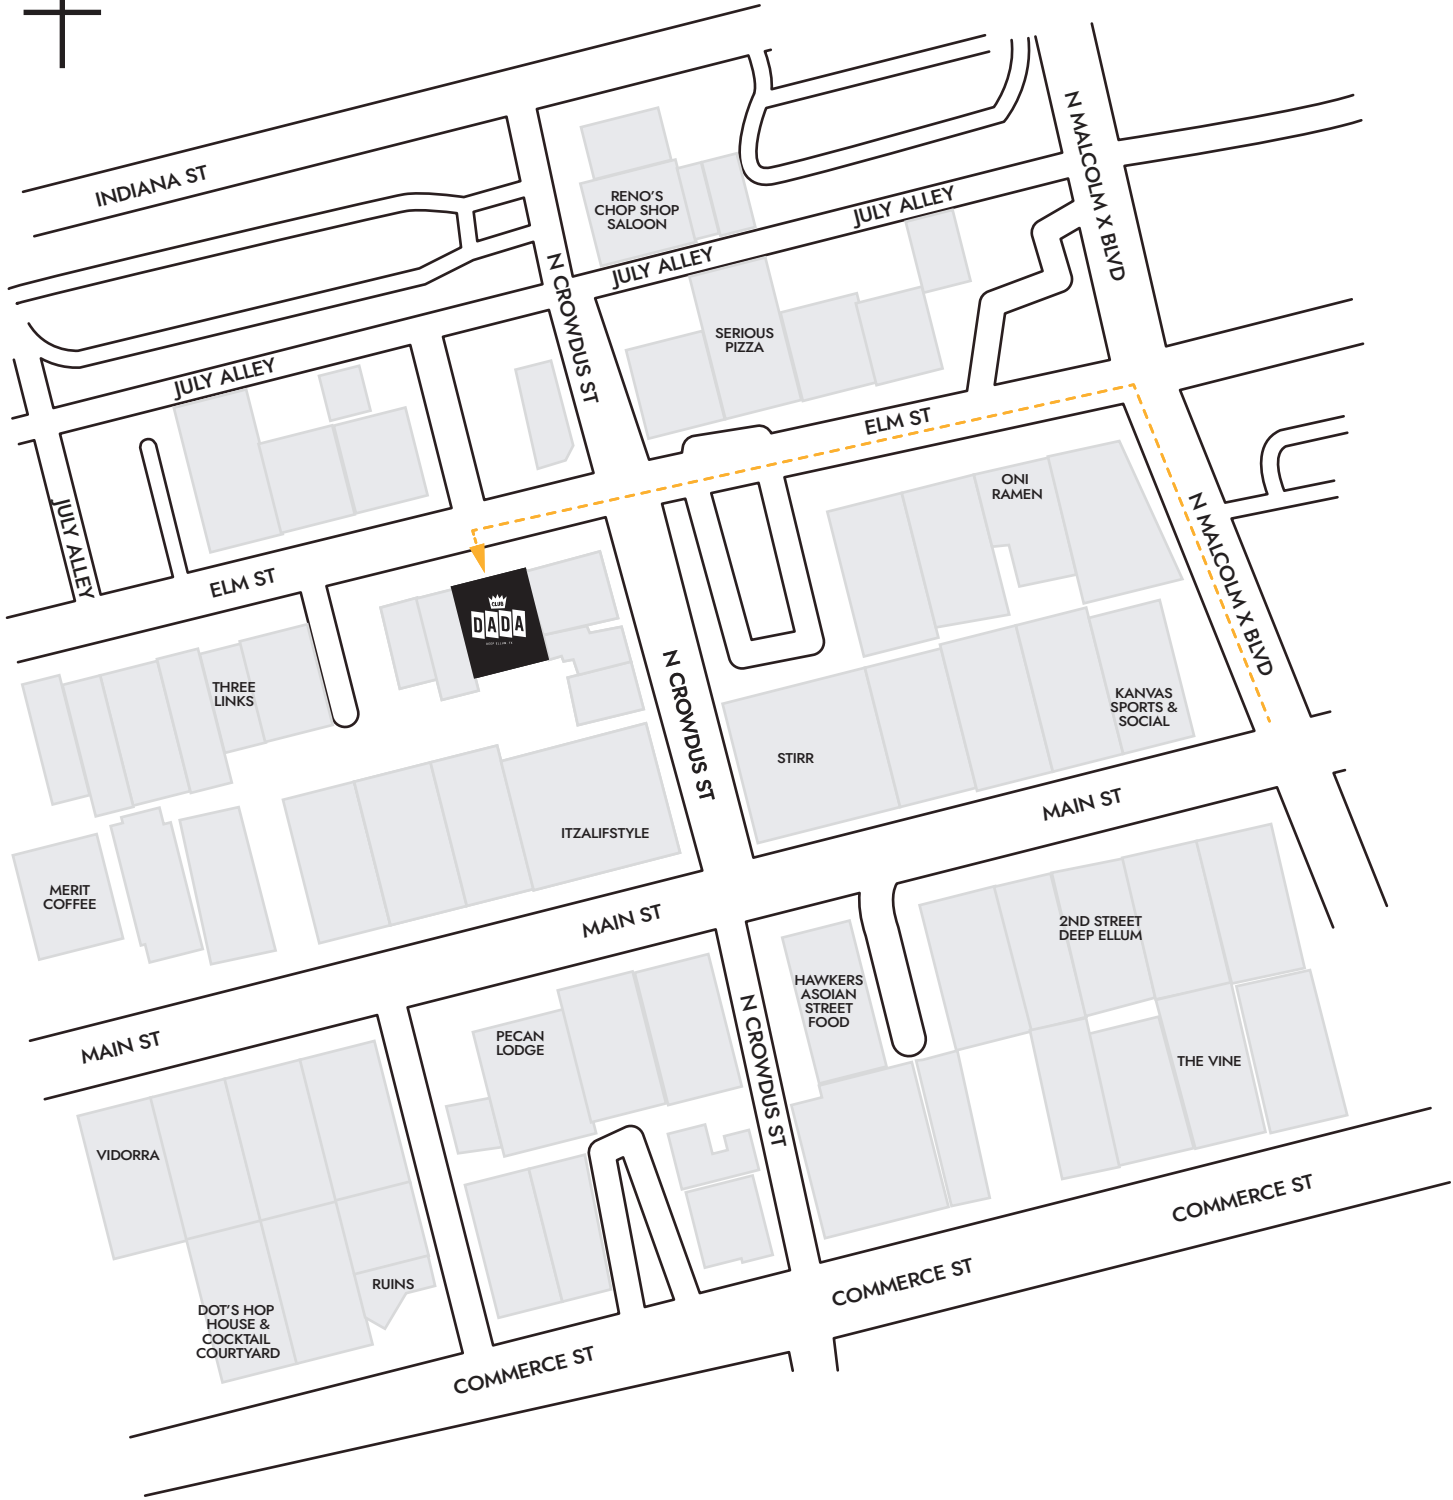 INDIANA ST
N MALCOLM X BLVD
RENO'S
CHOP SHOP
SALOON
JULY ALLEY
JULY ALLEY
N CROWDUS ST
SERIOUS
PIZZA
JULY ALLEY
ELM ST
ONI
RAMEN
JULY ALLEY
N MALCOLM X BLVD
ELM ST
CLUB
DADA
THREE
LINKS
N CROWDUS ST
KANVAS
SPORTS &
SOCIAL
STIRR
MAIN ST
ITZALIFSTYLE
MERIT
COFFEE
MAIN ST
2ND STREET
DEEP ELLUM
HAWKERS
ASOIAN
STREET
FOOD
MAIN ST
PECAN
LODGE
N CROWDUS ST
THE VINE
VIDORRA
COMMERCE ST
RUINS
COMMERCE ST
DOT'S HOP
HOUSE &
COCKTAIL
COURTYARD
COMMERCE ST